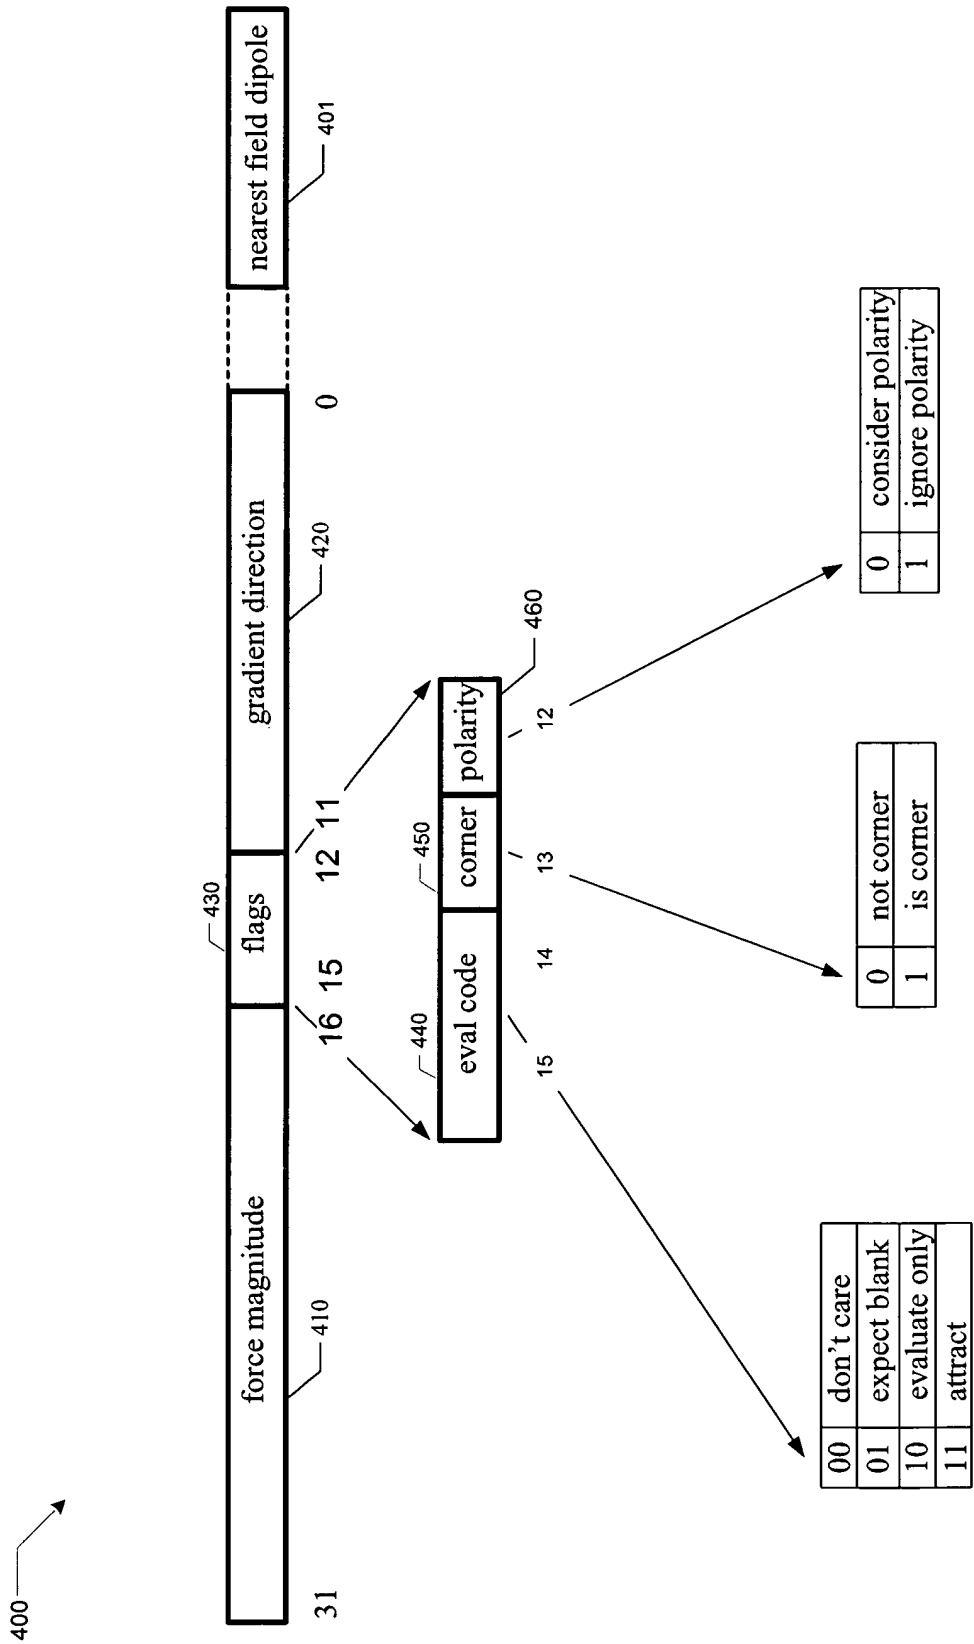 400
force magnitude
flags
gradient direction
nearest field dipole
430
31
16 15
12 11
0
410
420
401
440
450
eval code
corner
polarity
460
15
14
13
12
00 don't care
01 expect blank
10 evaluate only
11 attract
0 not corner
1 is corner
0 consider polarity
1 ignore polarity